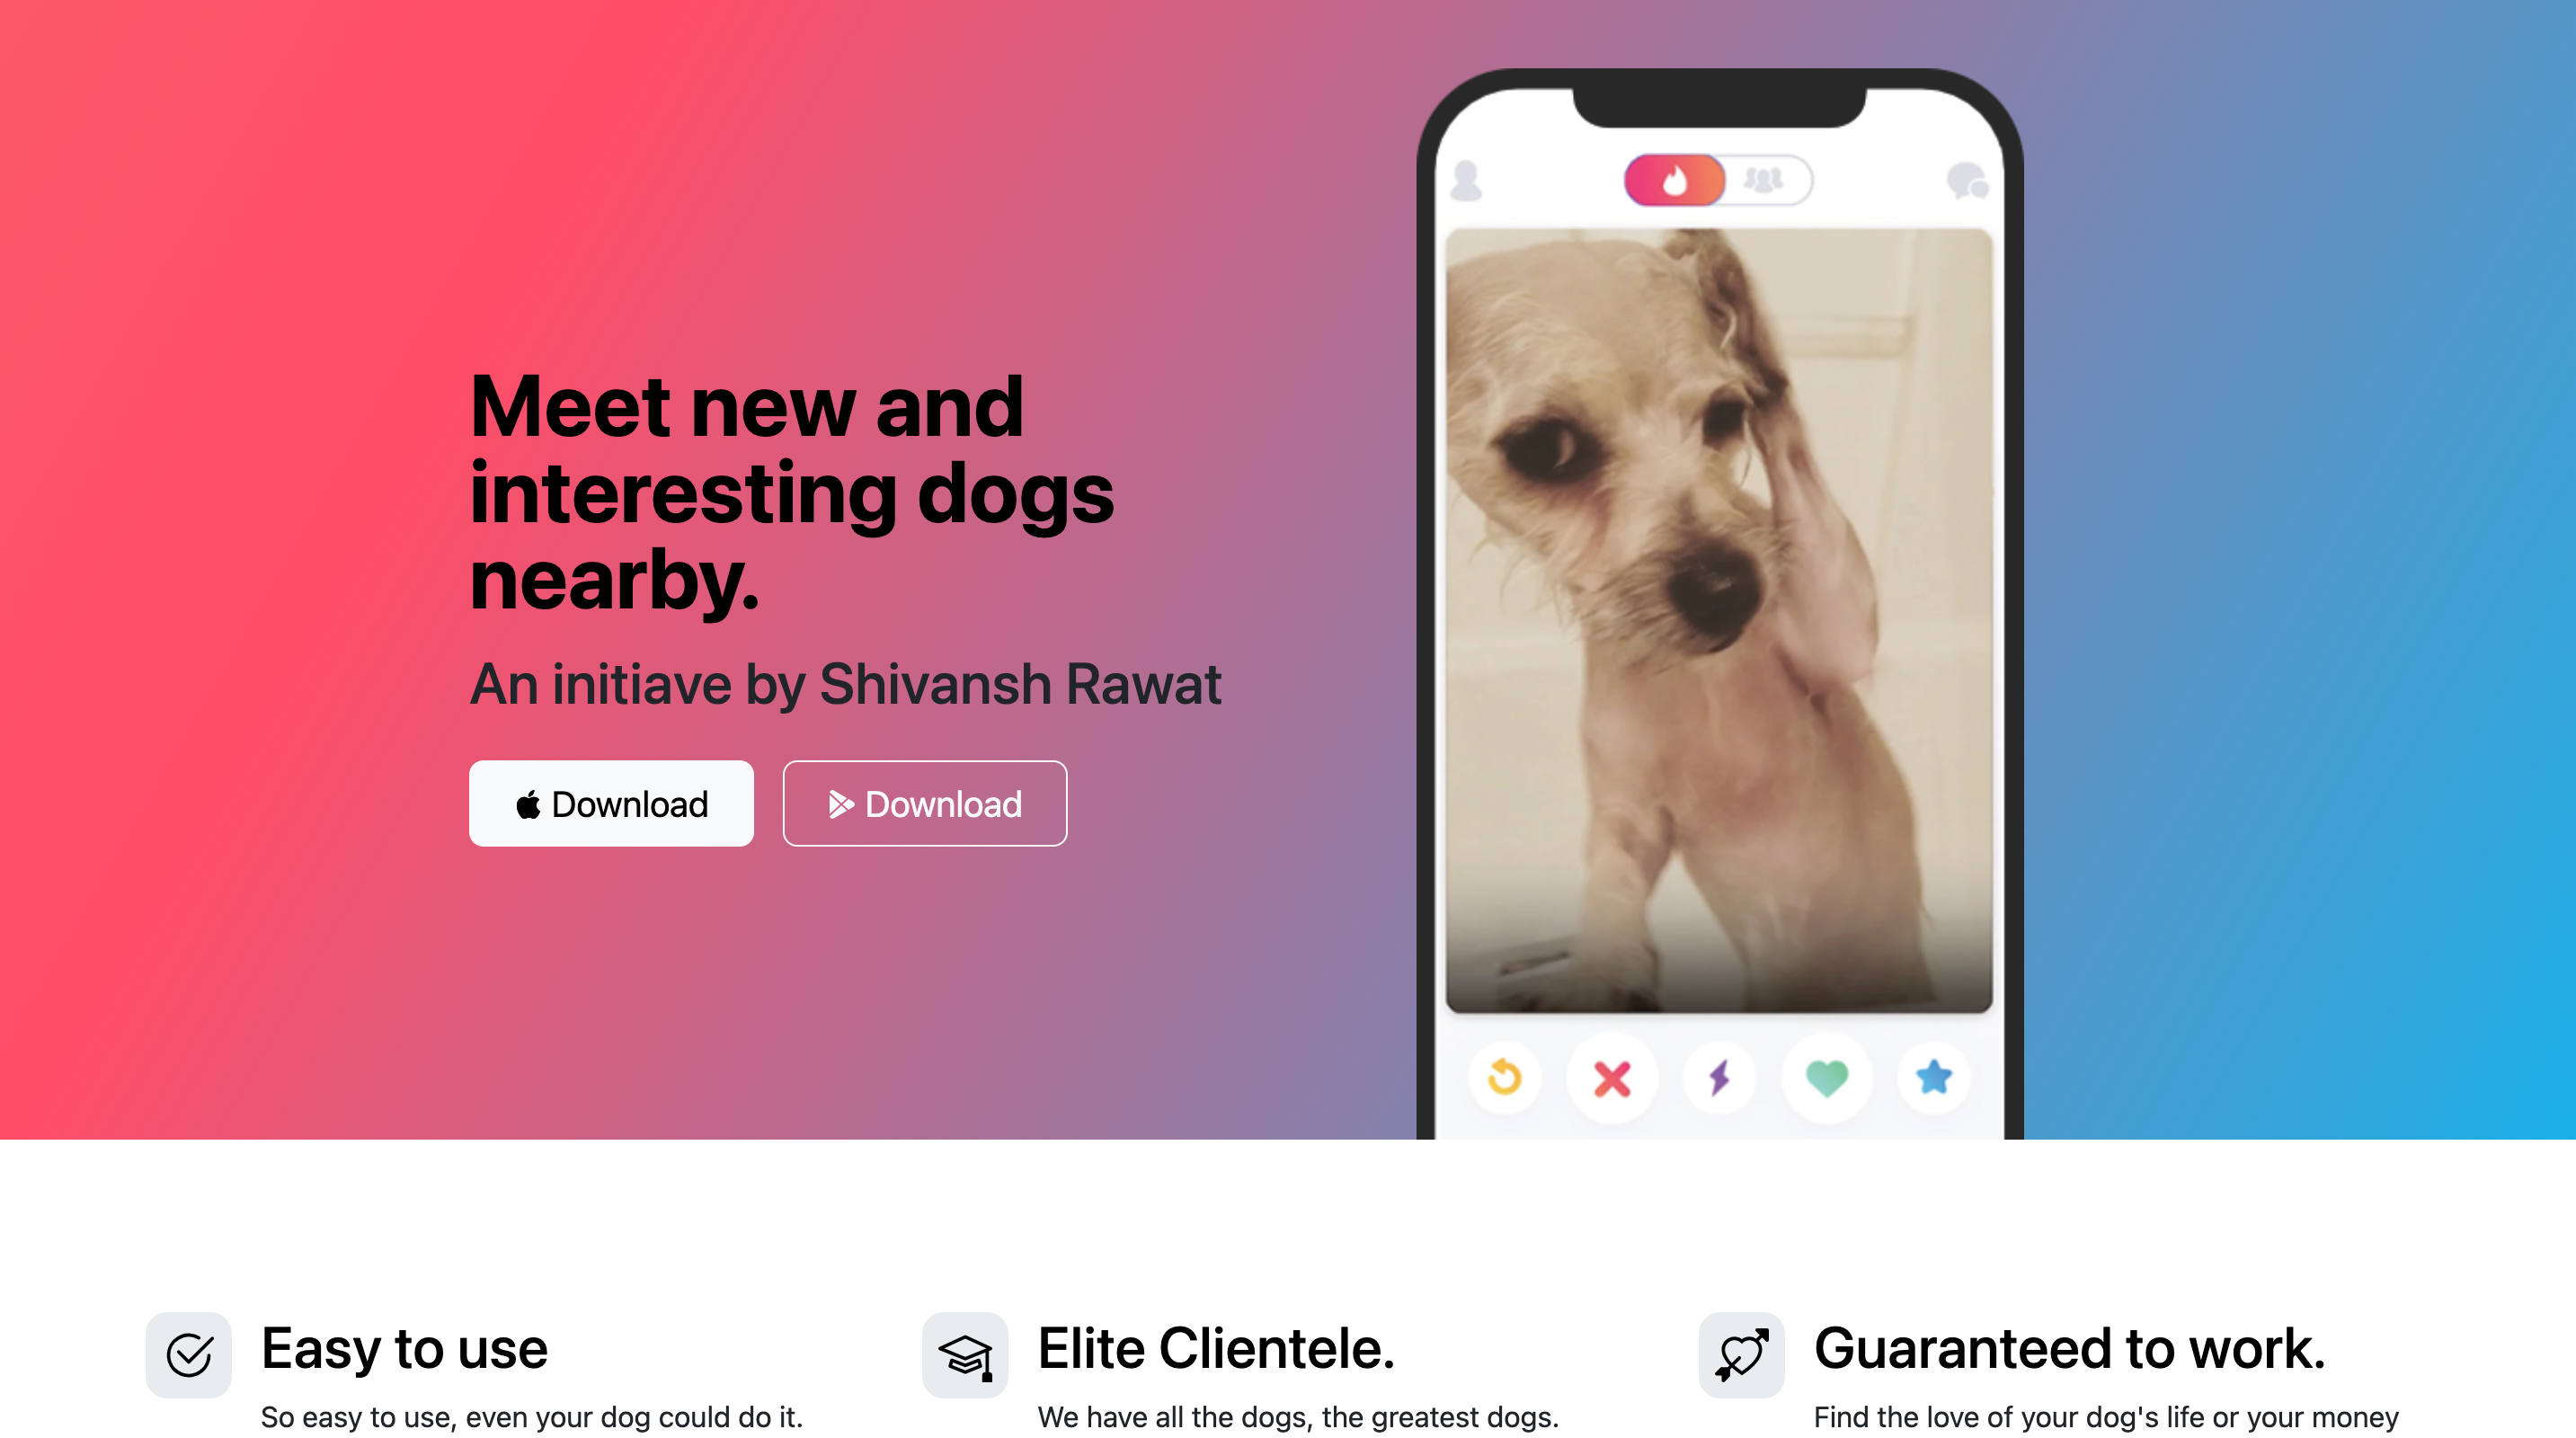 Meet new and
interesting dogs
nearby.
An initiave by Shivansh Rawat
Download
Download
Easy to use
So easy to use, even your dog could do it.
Elite Clientele.
We have all the dogs, the greatest dogs.
Guaranteed to work.
Find the love of your dog's life or your money